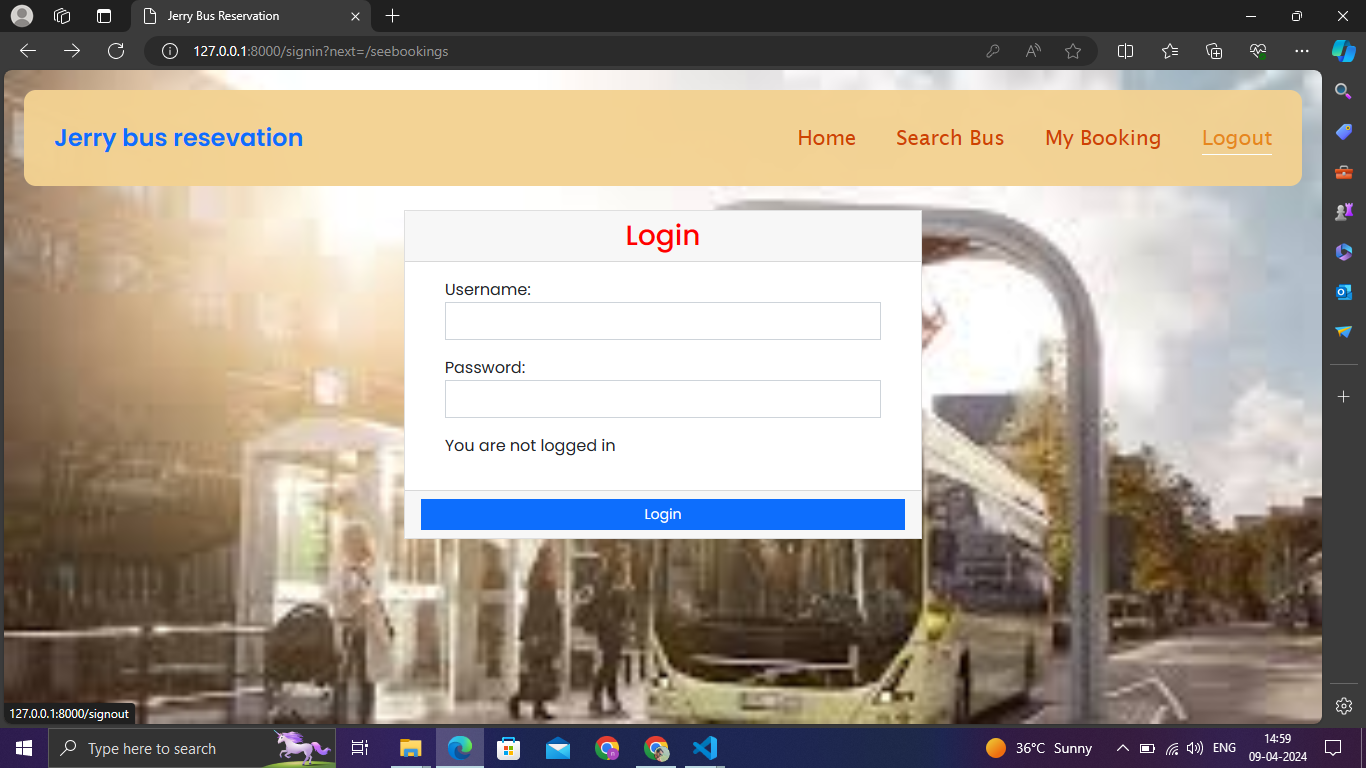 Jerry Bus Reservation
127.0.0.1:8000/signin?next=/seebookings
Jerry bus resevation
Home
Search Bus
My Booking
Logout
Login
Username:
Password:
You are not logged in
Login
127.0.0.1:8000/signout
Type here to search
36°C Sunny
ENG
14:59
09-04-2024